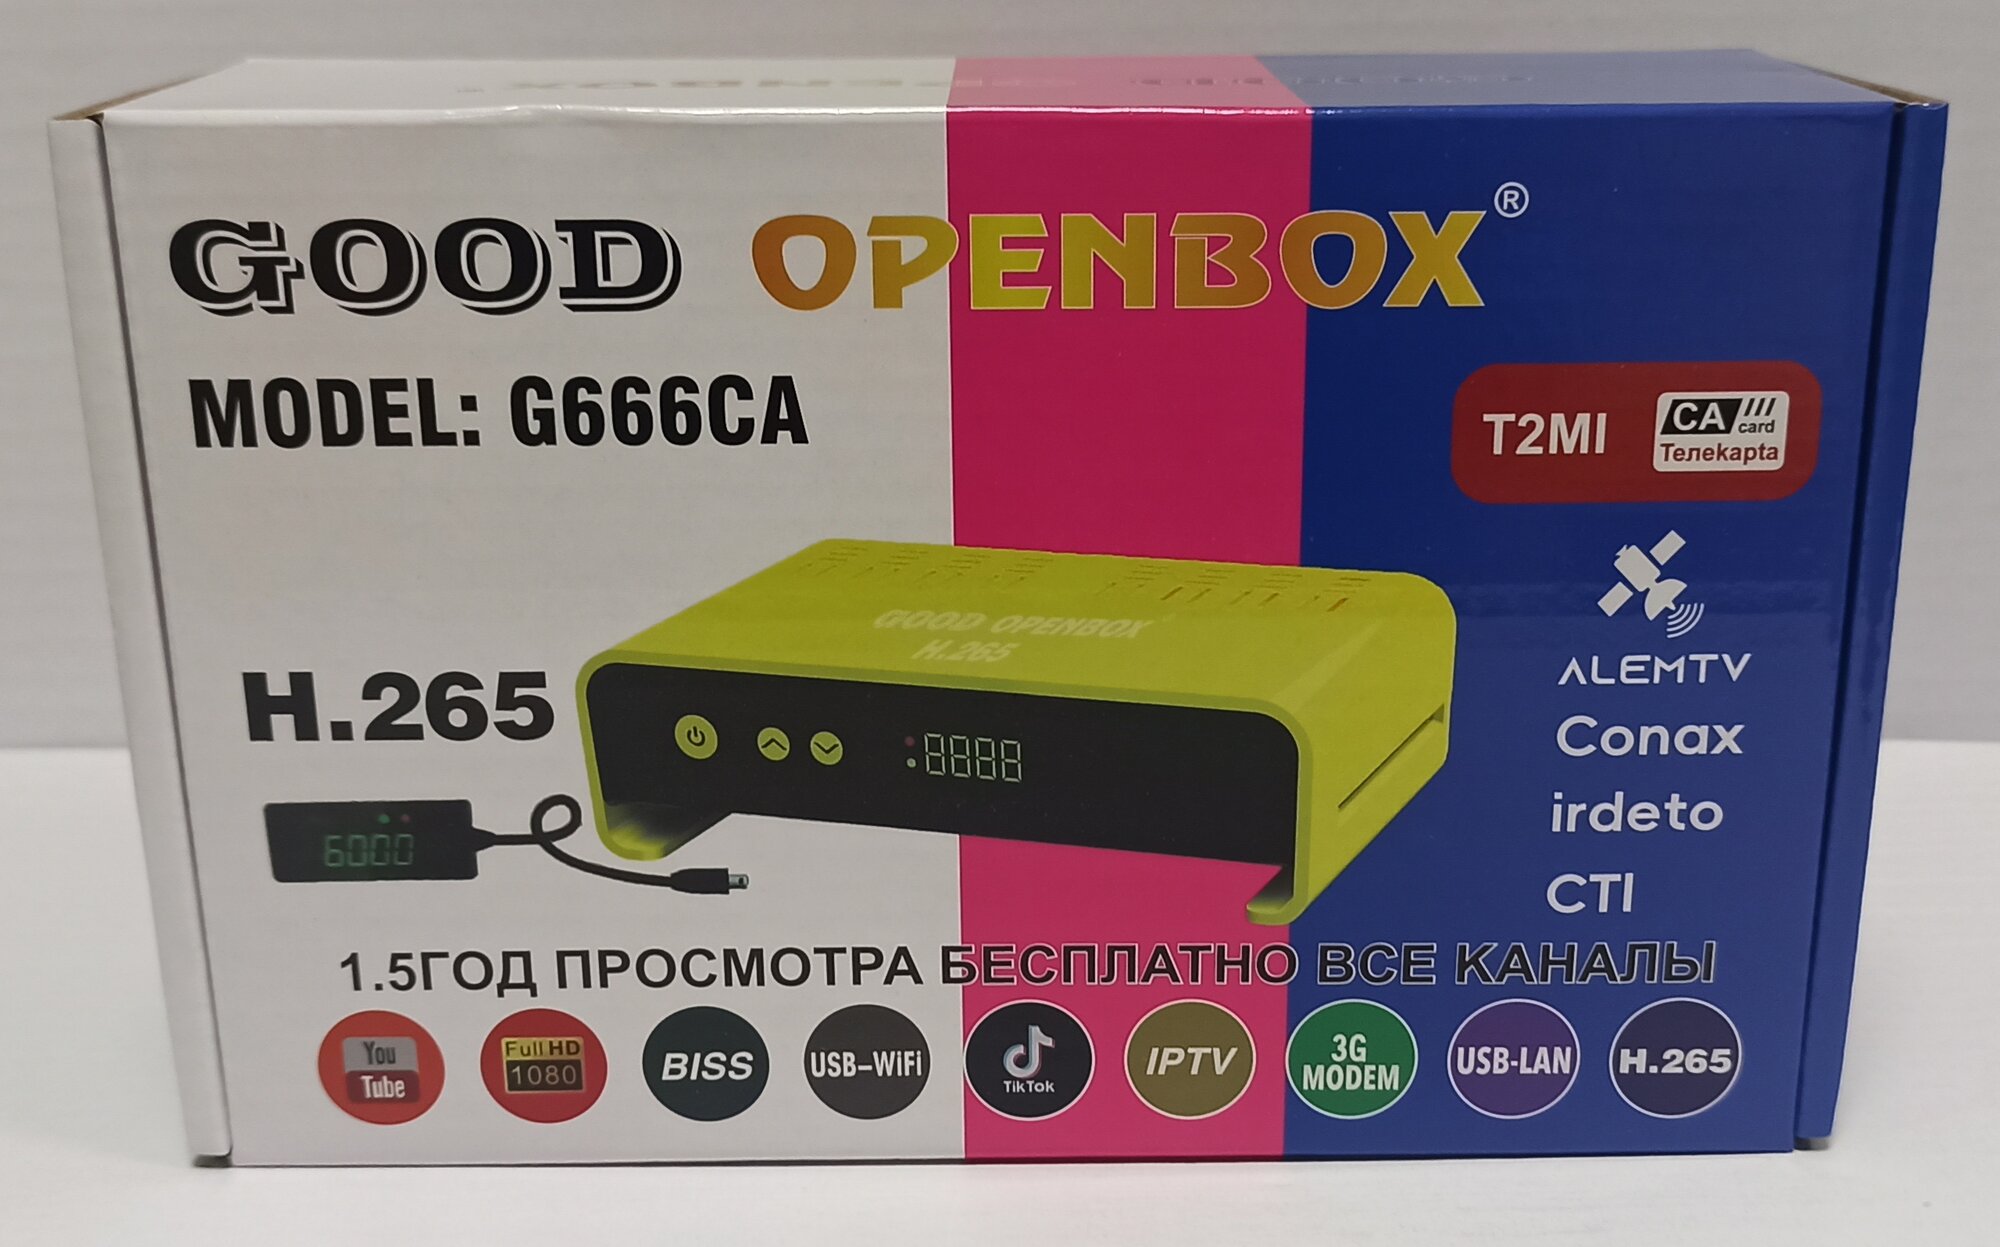 GOOD OPENBOX®
MODEL: G666CA
T2MI
CA card
Телекарta
GOOD OPENBOX
H.265
H.265
8888
6000
ALEMTV
Conax
irdeto
CTI
1.5ГОД ПРОСМОТРА БЕСПЛАТНО ВСЕ КАНАЛЫ
You Tube
Full HD 1080
BISS
USB-WiFi
TikTok
IPTV
3G MODEM
USB-LAN
H.265